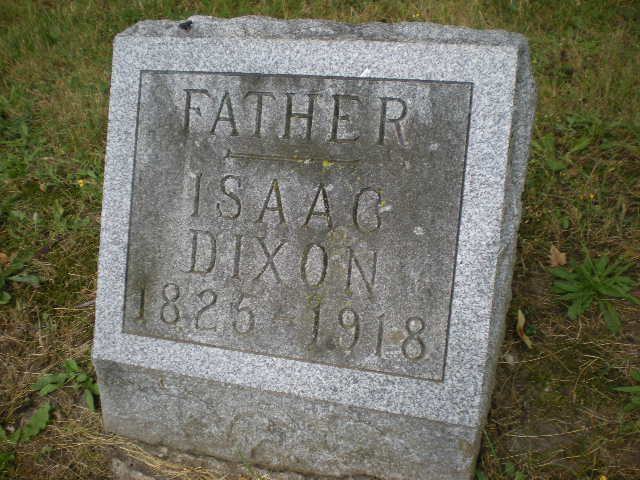 FATHER
ISAAC
DIXON
1825 - 1918